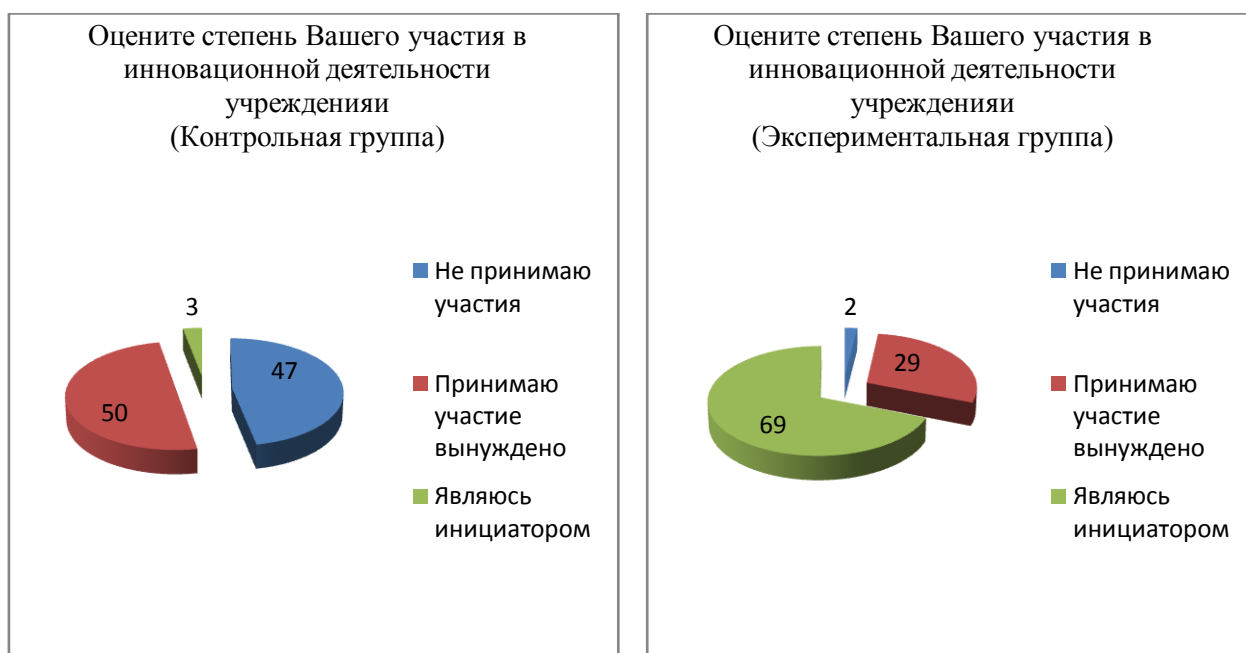 Оцените степень Вашего участия в
инновационной деятельности
учрежденияи
(Контрольная группа)
3
47
50
Не принимаю
участия
Принимаю
участие
вынуждено
Являюсь
инициатором
Оцените степень Вашего участия в
инновационной деятельности
учрежденияи
(Экспериментальная группа)
2
29
69
Не принимаю
участия
Принимаю
участие
вынуждено
Являюсь
инициатором